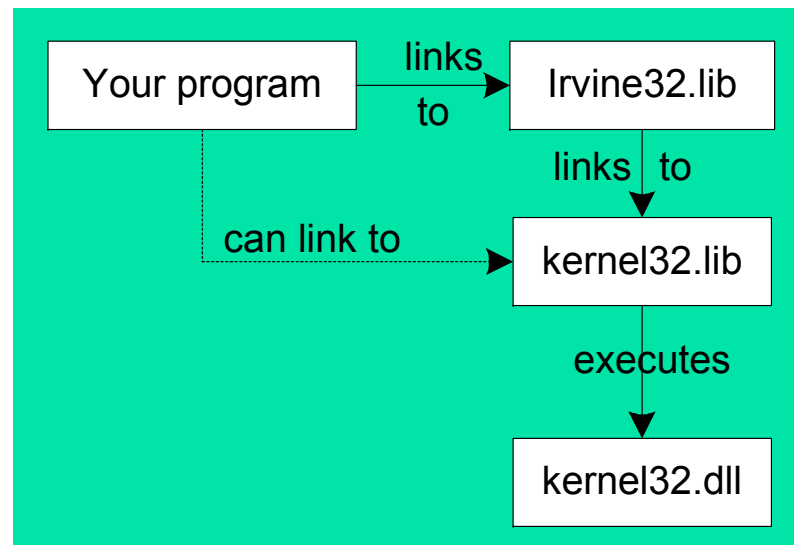 Your program
links
to
Irvine32.lib
links to
can link to
kernel32.lib
executes
kernel32.dll